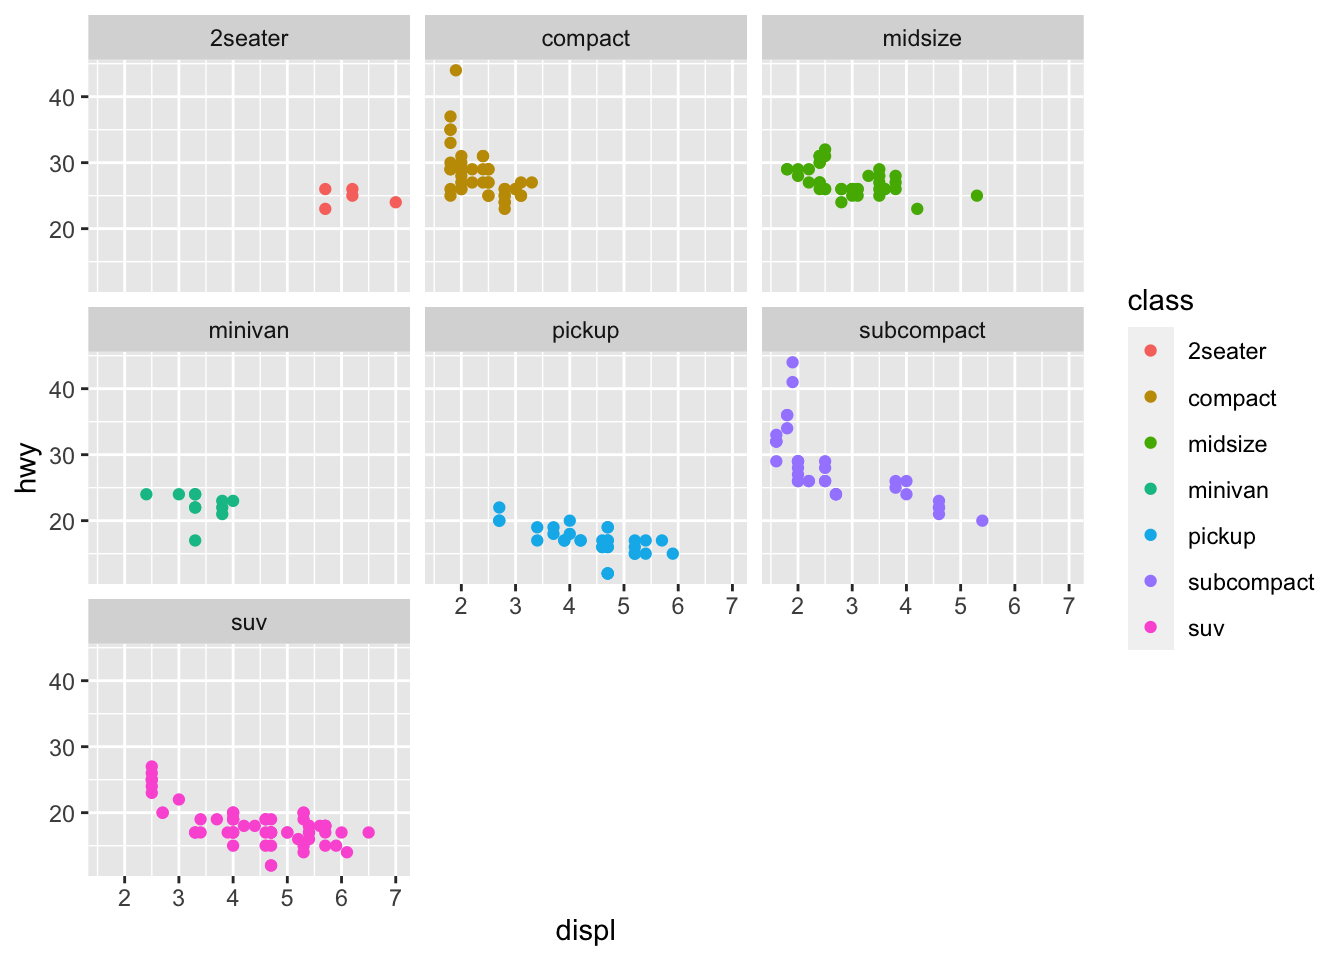 2seater
compact
midsize
40
30
20
minivan
pickup
subcompact
40
30
20
2 3 4 5 6 7
2 3 4 5 6 7
suv
40
30
20
2 3 4 5 6 7
displ
hwy
class
2seater
compact
midsize
minivan
pickup
subcompact
suv